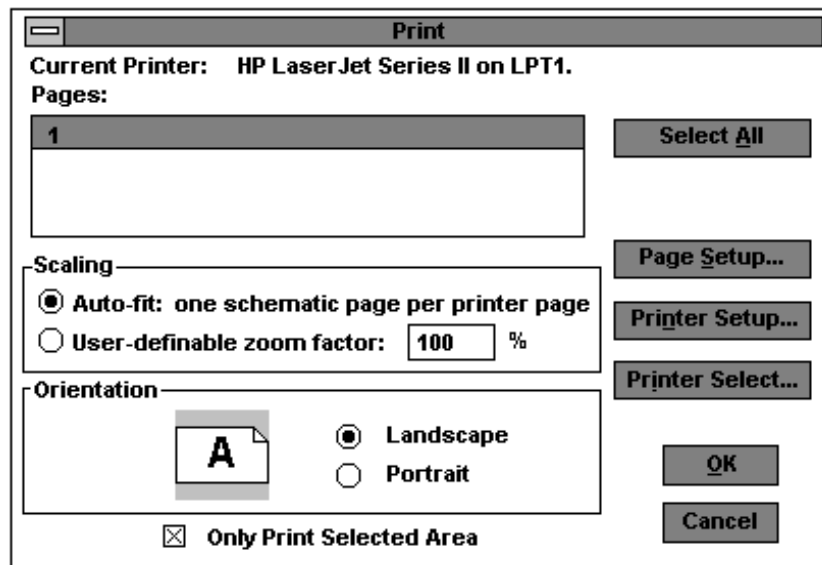 Print
Current Printer: HP LaserJet Series II on LPT1.
Pages:
1
Select All
Page Setup...
Scaling
Auto-fit: one schematic page per printer page
User-definable zoom factor: 100 %
Printer Setup...
Printer Select...
Orientation
A
Landscape
Portrait
OK
Cancel
Only Print Selected Area